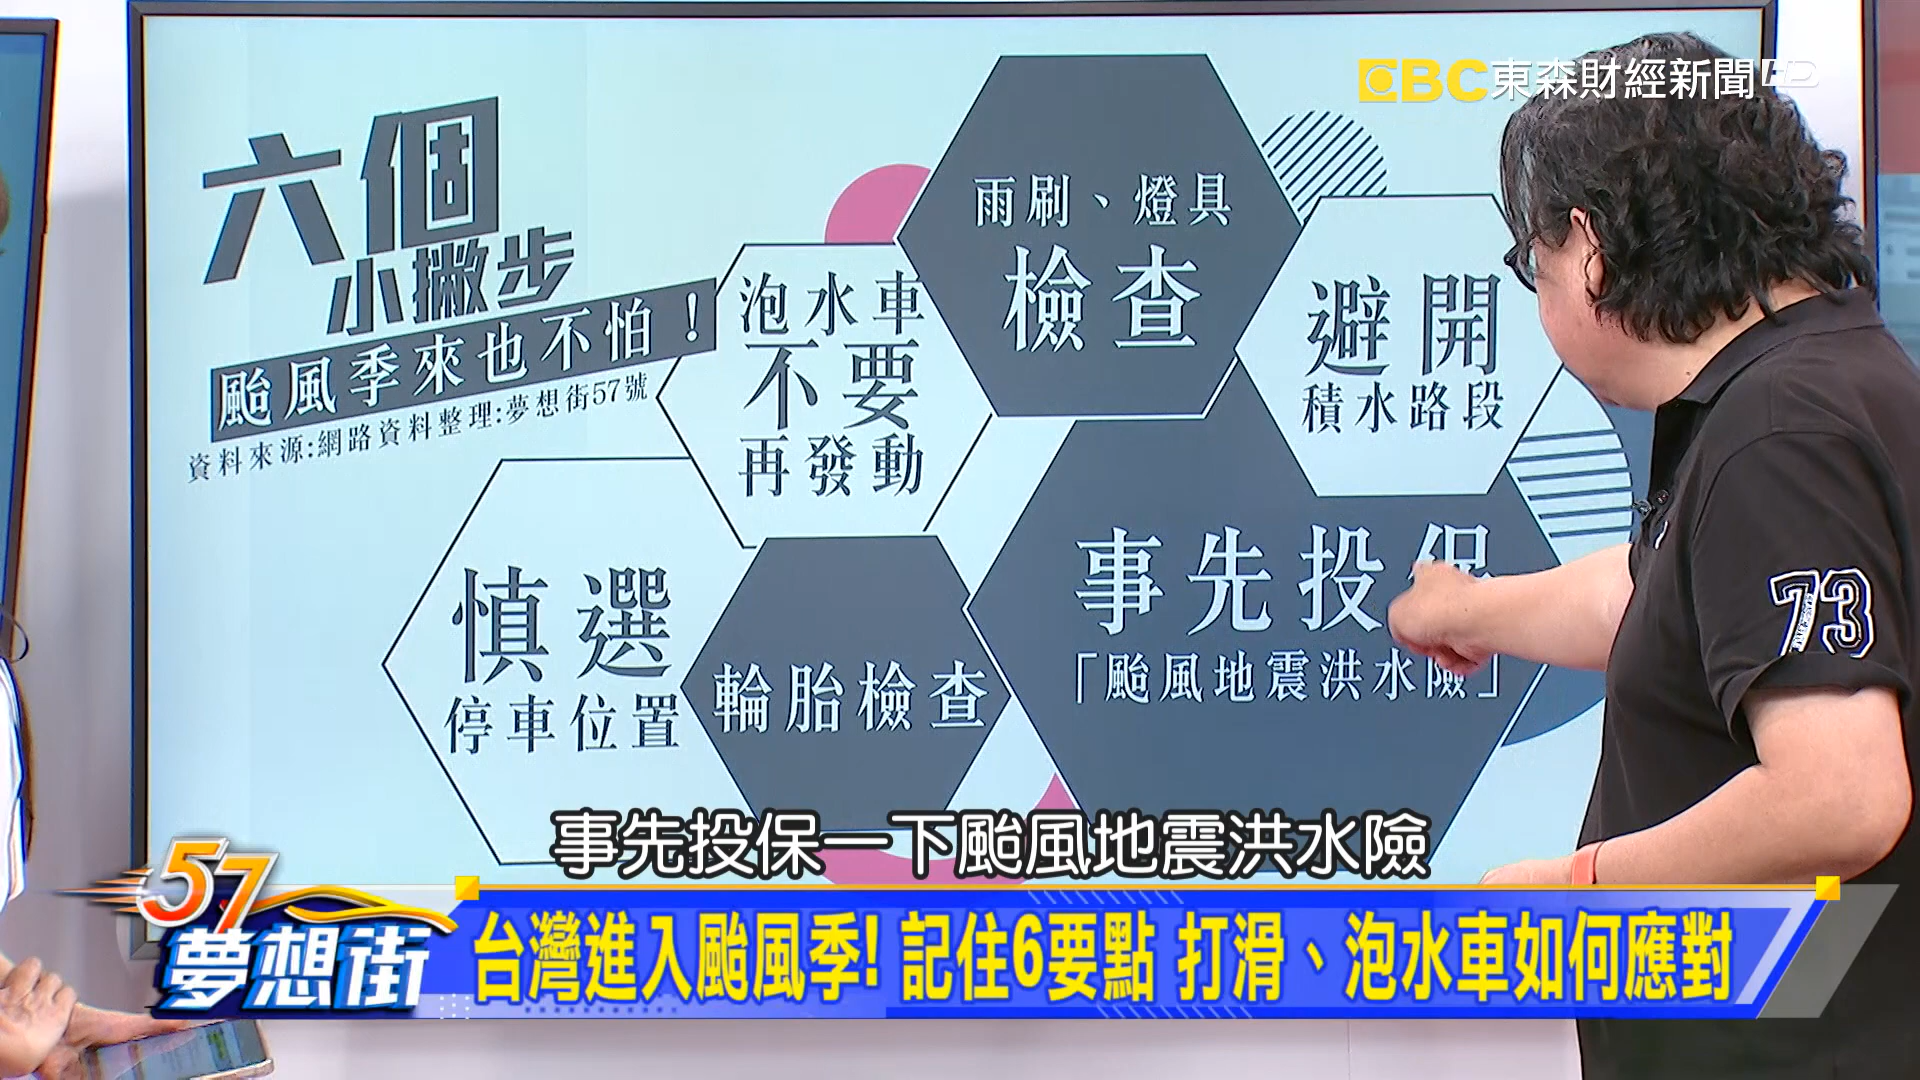 EBC東森財經新聞HD
六個
小撇步
颱風季來也不怕！
資料來源:網路資料整理:夢想街57號
雨刷、燈具
檢查
泡水車
不要
再發動
避開
積水路段
慎選
停車位置
輪胎檢查
事先投保
「颱風地震洪水險」
73
事先投保一下颱風地震洪水險
57
夢想街
台灣進入颱風季! 記住6要點 打滑、泡水車如何應對